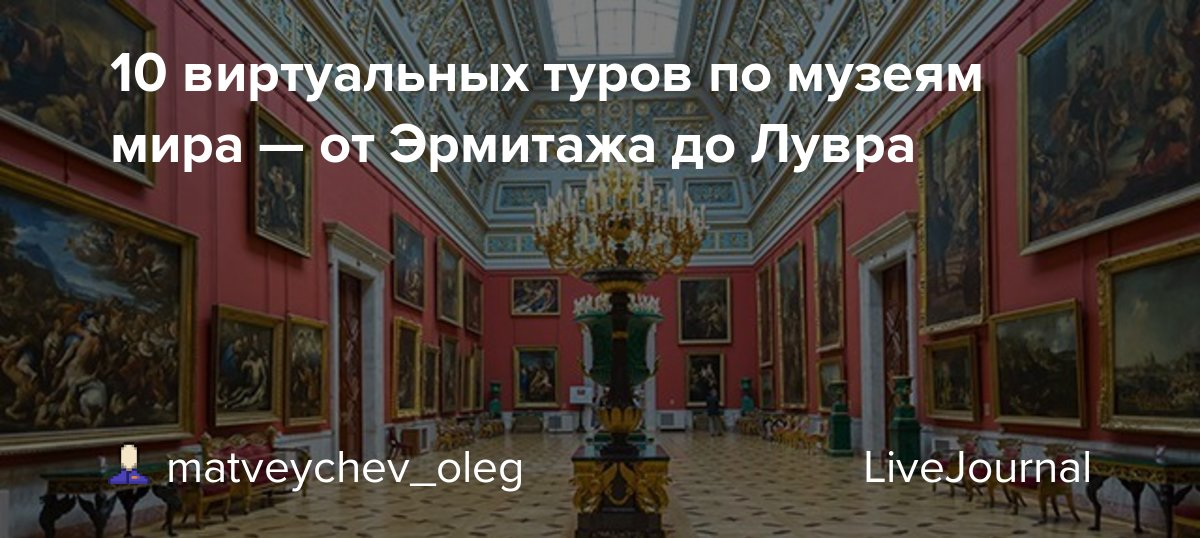 10 виртуальных туров по музеям
мира — от Эрмитажа до Лувра
matveychev_oleg
LiveJournal